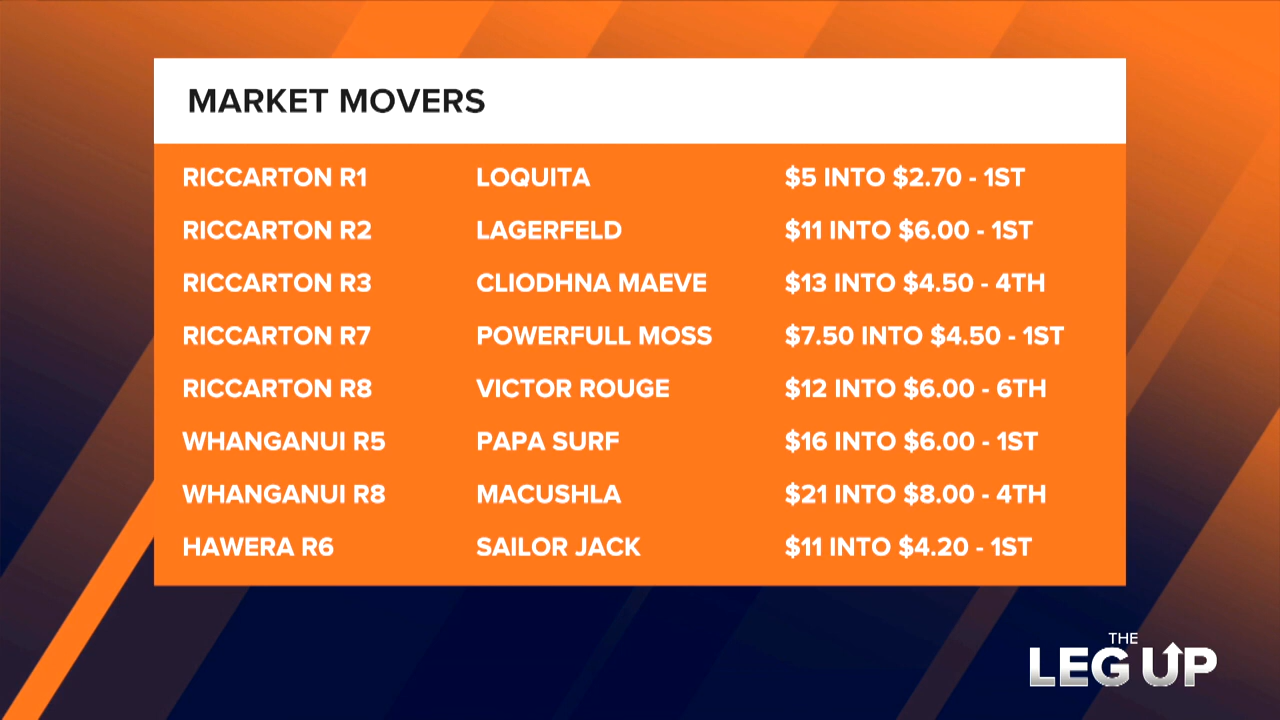 MARKET MOVERS
RICCARTON R1 LOQUITA $5 INTO $2.70 - 1ST
RICCARTON R2 LAGERFELD $11 INTO $6.00 - 1ST
RICCARTON R3 CLIODHNA MAEVE $13 INTO $4.50 - 4TH
RICCARTON R7 POWERFULL MOSS $7.50 INTO $4.50 - 1ST
RICCARTON R8 VICTOR ROUGE $12 INTO $6.00 - 6TH
WHANGANUI R5 PAPA SURF $16 INTO $6.00 - 1ST
WHANGANUI R8 MACUSHLA $21 INTO $8.00 - 4TH
HAWERA R6 SAILOR JACK $11 INTO $4.20 - 1ST
THE
LEG UP